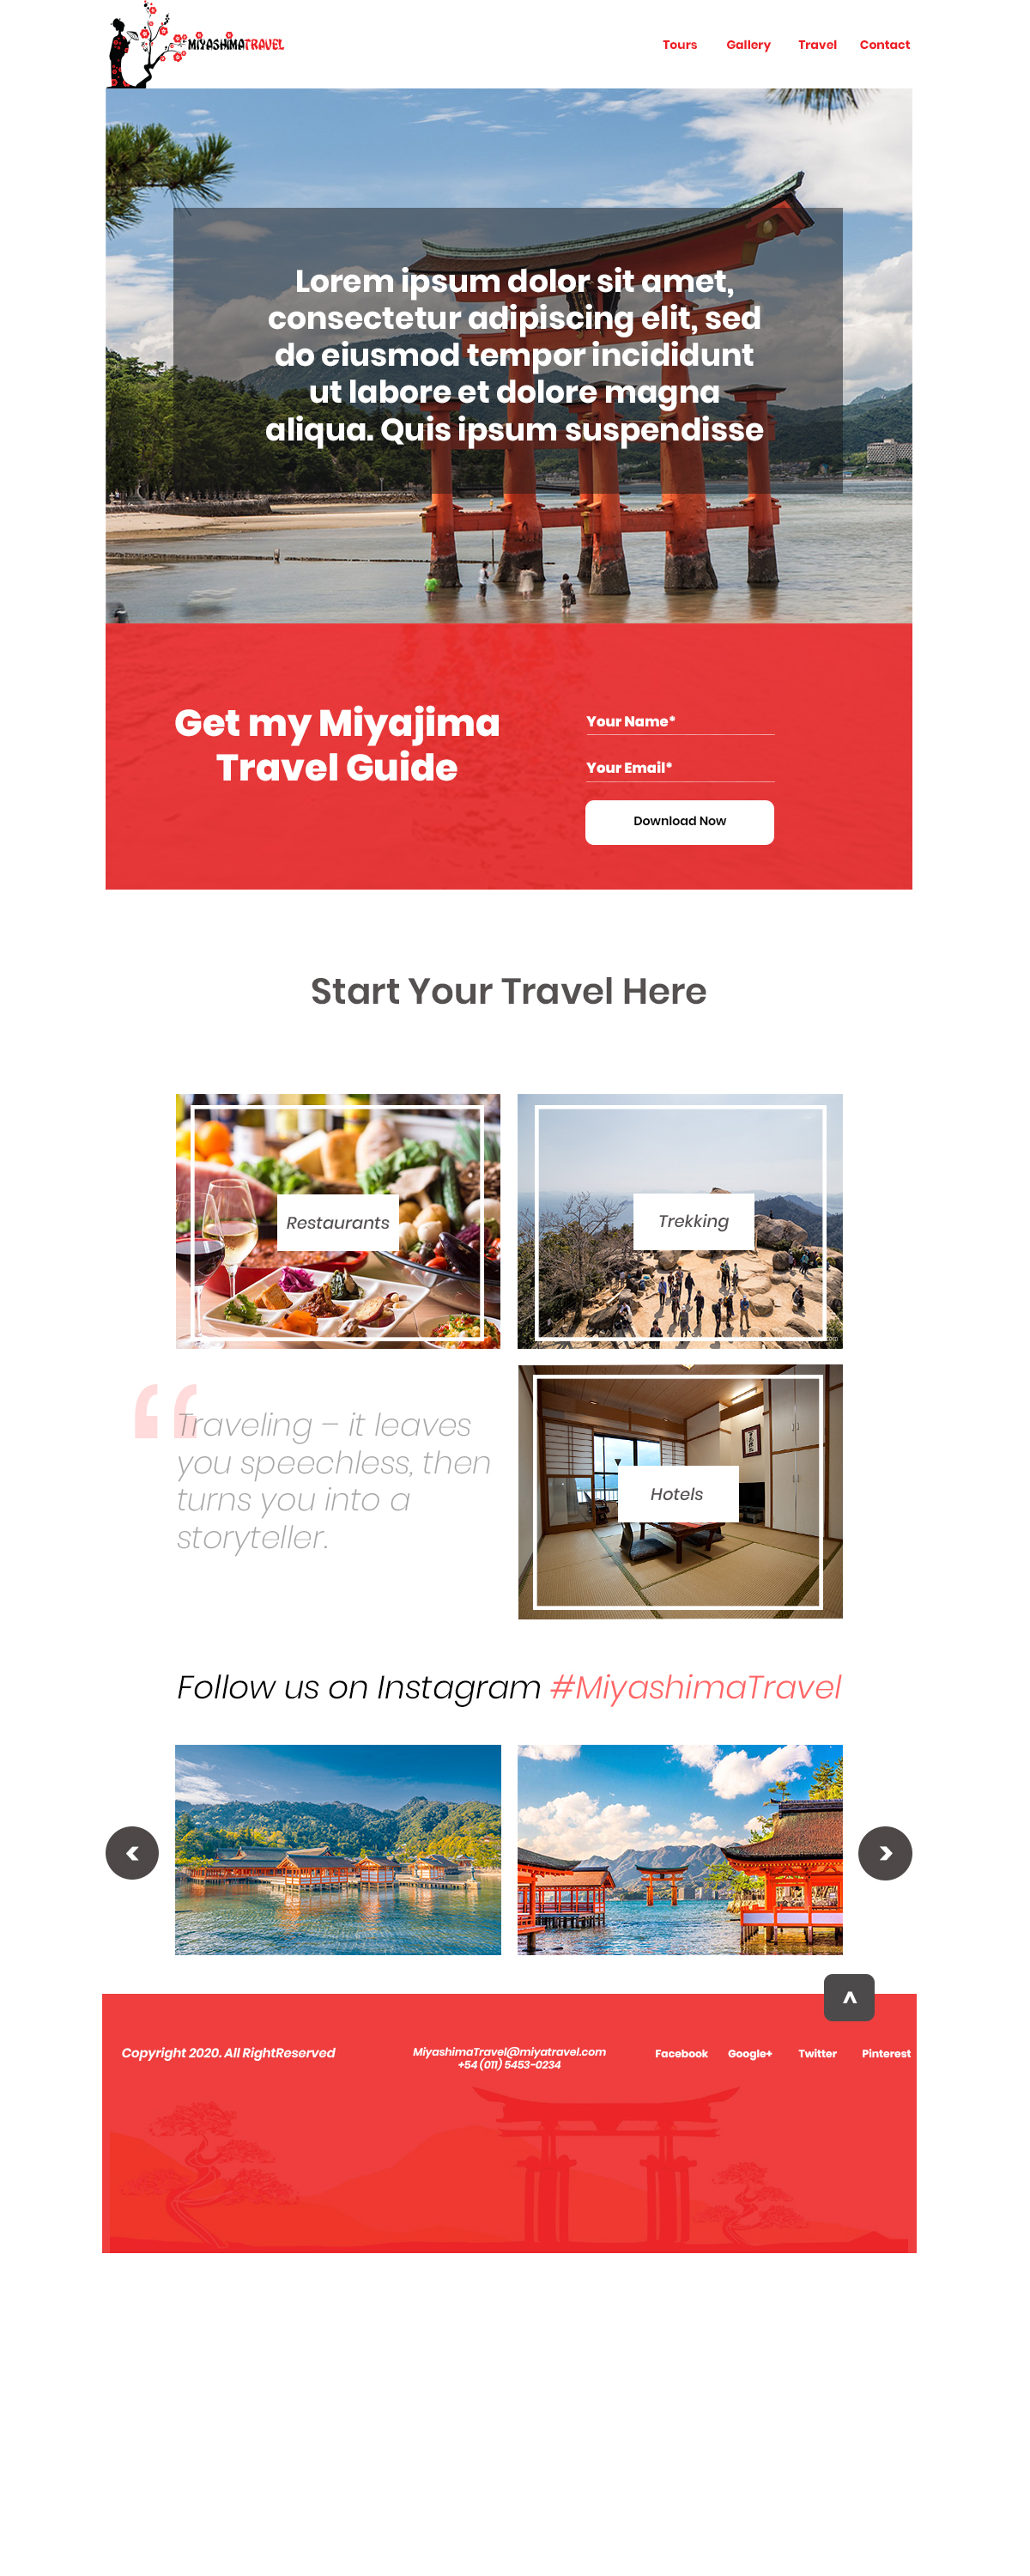 MIYASHIMATRAVEL
Tours Gallery Travel Contact
Lorem ipsum dolor sit amet,
consectetur adipiscing elit, sed
do eiusmod tempor incididunt
ut labore et dolore magna
aliqua. Quis ipsum suspendisse
Get my Miyajima
Travel Guide
Your Name*
Your Email*
Download Now
Start Your Travel Here
Restaurants
Trekking
“
Traveling – it leaves
you speechless, then
turns you into a
storyteller.
Hotels
Follow us on Instagram #MiyashimaTravel
<
>
^
Copyright 2020. All RightReserved
MiyashimaTravel@miyatravel.com
+54 (011) 5453-0234
Facebook Google+ Twitter Pinterest